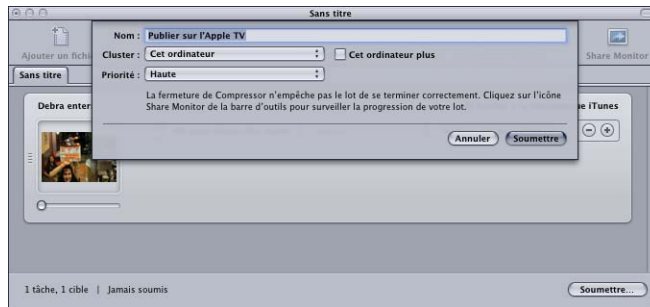 Sans titre
Nom : Publier sur l'Apple TV
Ajouter un fichi
Cluster : Cet ordinateur
Cet ordinateur plus
Share Monitor
Priorité : Haute
Sans titre
La fermeture de Compressor n'empêche pas le lot de se terminer correctement. Cliquez sur l'icône
Share Monitor de la barre d'outils pour surveiller la progression de votre lot.
Debra enter
ue iTunes
Annuler
Soumettre
1 tâche, 1 cible | Jamais soumis
Soumettre...